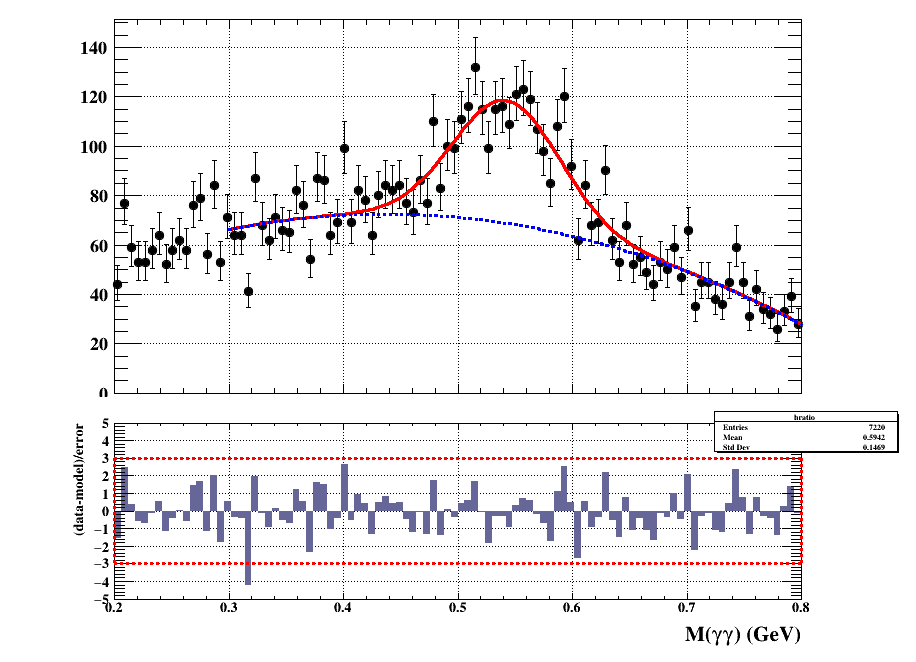 140
120
100
80
60
40
20
0
(data-model)/error
5
4
3
2
1
0
−1
−2
−3
−4
−5
hratio
Entries 7220
Mean 0.5942
Std Dev 0.1469
0.2 0.3 0.4 0.5 0.6 0.7 0.8
M(γγ) (GeV)